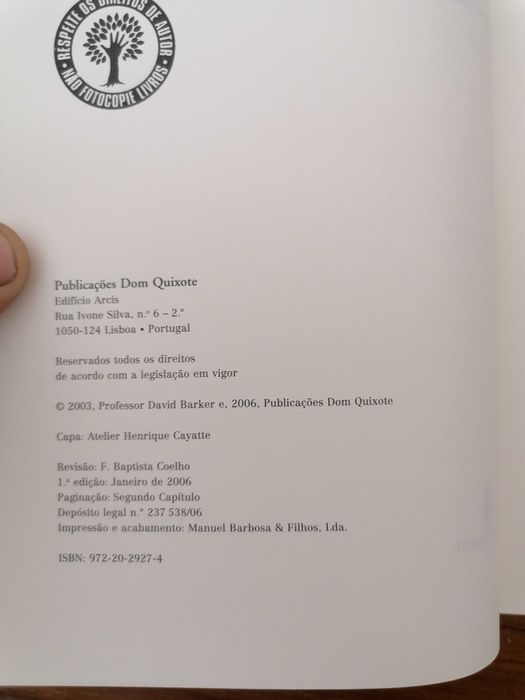 RESPEITE OS DIREITOS DE AUTOR
NÃO FOTOCOPIE LIVROS
Publicações Dom Quixote
Edifício Arcis
Rua Ivone Silva, n.º 6 – 2.º
1050-124 Lisboa • Portugal
Reservados todos os direitos
de acordo com a legislação em vigor
© 2003, Professor David Barker e, 2006, Publicações Dom Quixote
Capa: Atelier Henrique Cayatte
Revisão: F. Baptista Coelho
1.ª edição: Janeiro de 2006
Paginação: Segundo Capítulo
Depósito legal n.º 237 538/06
Impressão e acabamento: Manuel Barbosa & Filhos, Lda.
ISBN: 972-20-2927-4